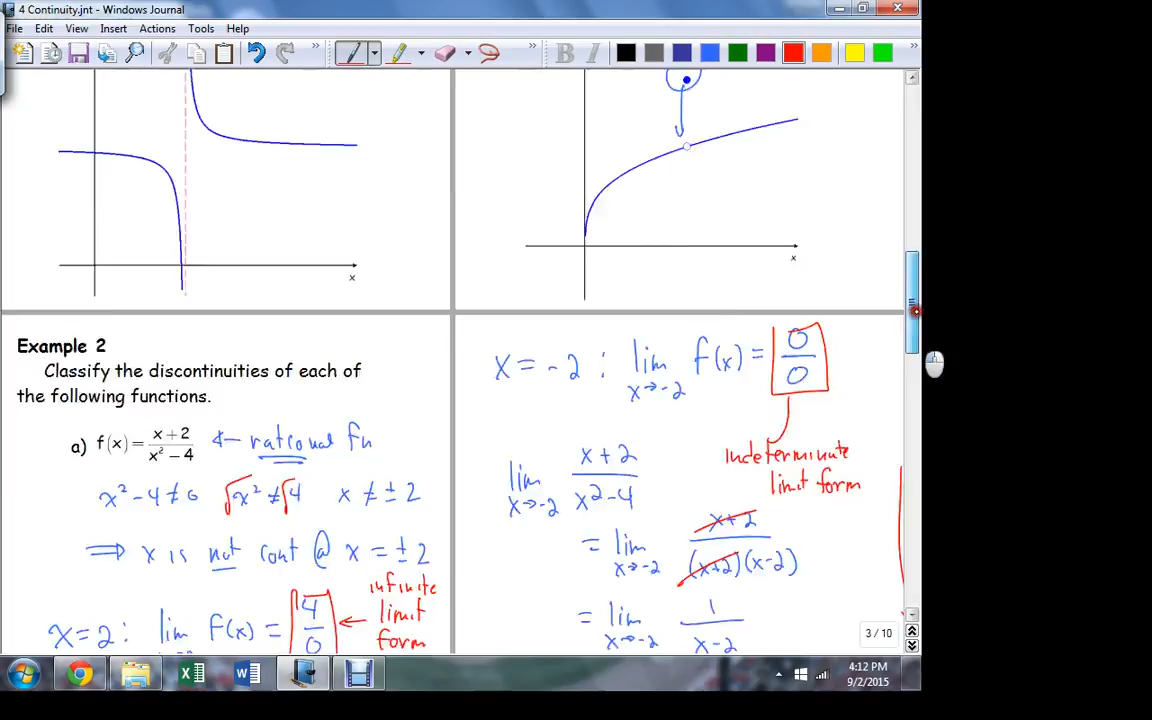 4 Continuity.jnt - Windows Journal
File Edit View Insert Actions Tools Help
x
x
Example 2
Classify the discontinuities of each of
the following functions.
a) f(x) = x+2 / x² − 4 ← rational fn
x² − 4 ≠ 0 √x² ≠ √4 x ≠ ± 2
⟹ x is not cont @ x = ± 2
x = 2 : lim f(x) = 4/0 ← infinite
limit
form
x = −2 : lim x→−2 f(x) = 0/0
Indeterminate
limit form
lim x→−2 x+2 / x²−4
= lim x→−2 x+2 / (x+2)(x−2)
= lim x→−2 1 / x−2
3 / 10
4:12 PM
9/2/2015